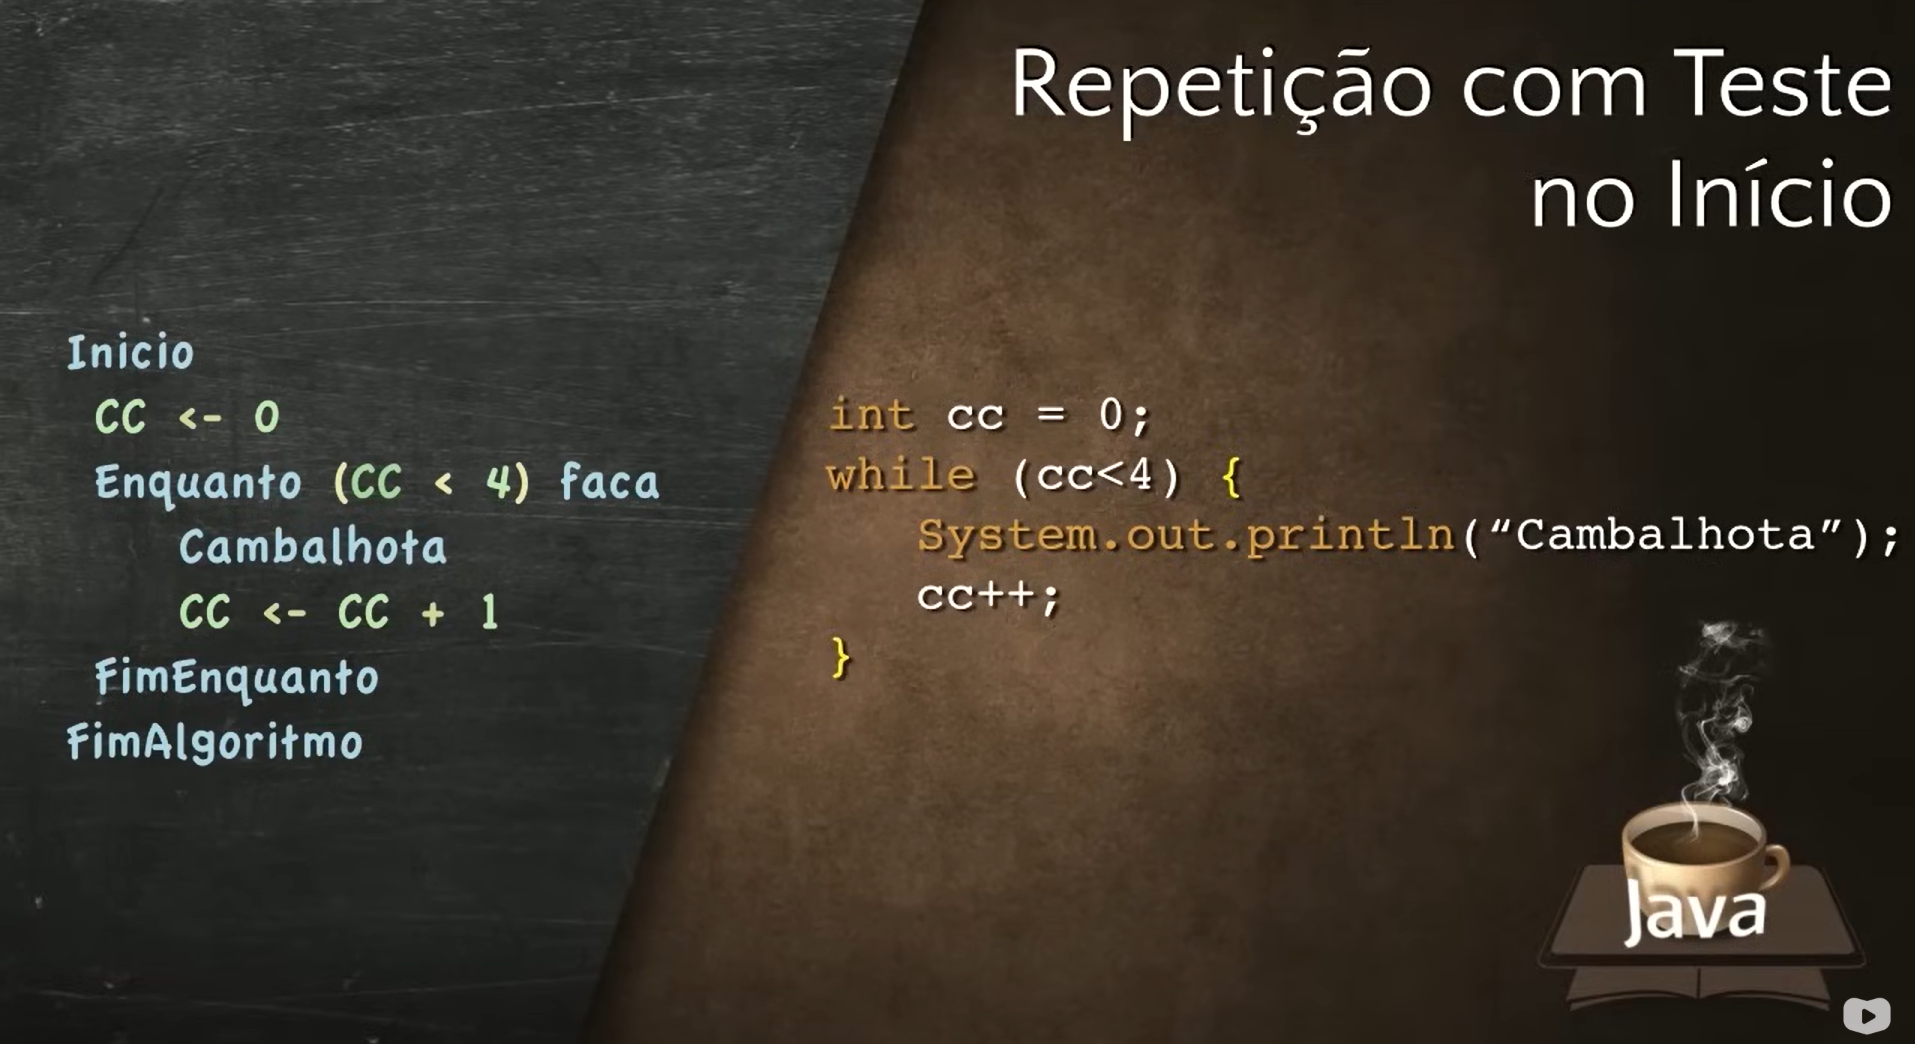 Repetição com Teste
no Início
Inicio
CC <- 0
Enquanto (CC < 4) faca
Cambalhota
CC <- CC + 1
FimEnquanto
FimAlgoritmo
int cc = 0;
while (cc<4) {
System.out.println(“Cambalhota”);
cc++;
}
Java